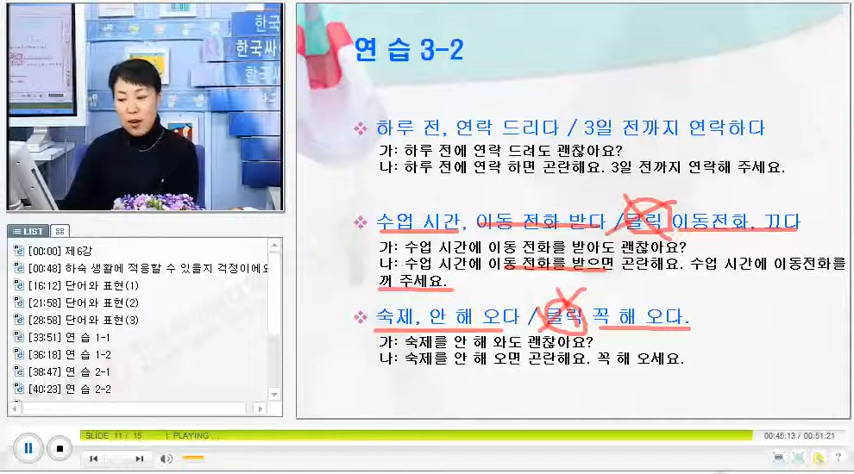 한국
한국싸
연 습 3-2
❖ 하루 전, 연락 드리다 / 3일 전까지 연락하다
가: 하루 전에 연락 드려도 괜찮아요?
나: 하루 전에 연락 하면 곤란해요. 3일 전까지 연락해 주세요.
❖ 수업 시간, 이동 전화 받다 /클릭 이동전화, 끄다
가: 수업 시간에 이동 전화를 받아도 괜찮아요?
나: 수업 시간에 이동 전화를 받으면 곤란해요. 수업 시간에 이동전화를
꺼 주세요.
❖ 숙제, 안 해 오다 / 클릭 꼭 해 오다.
가: 숙제를 안 해 와도 괜찮아요?
나: 숙제를 안 해 오면 곤란해요. 꼭 해 오세요.
LIST
[00:00] 제6강
[00:48] 하숙 생활에 적응할 수 있을지 걱정이에요
[16:12] 단어와 표현(1)
[21:58] 단어와 표현(2)
[28:58] 단어와 표현(3)
[33:51] 연 습 1-1
[36:18] 연 습 1-2
[38:47] 연 습 2-1
[40:23] 연 습 2-2
SLIDE 11 / 15 | PLAYING ...
00:45:13 / 00:51:21